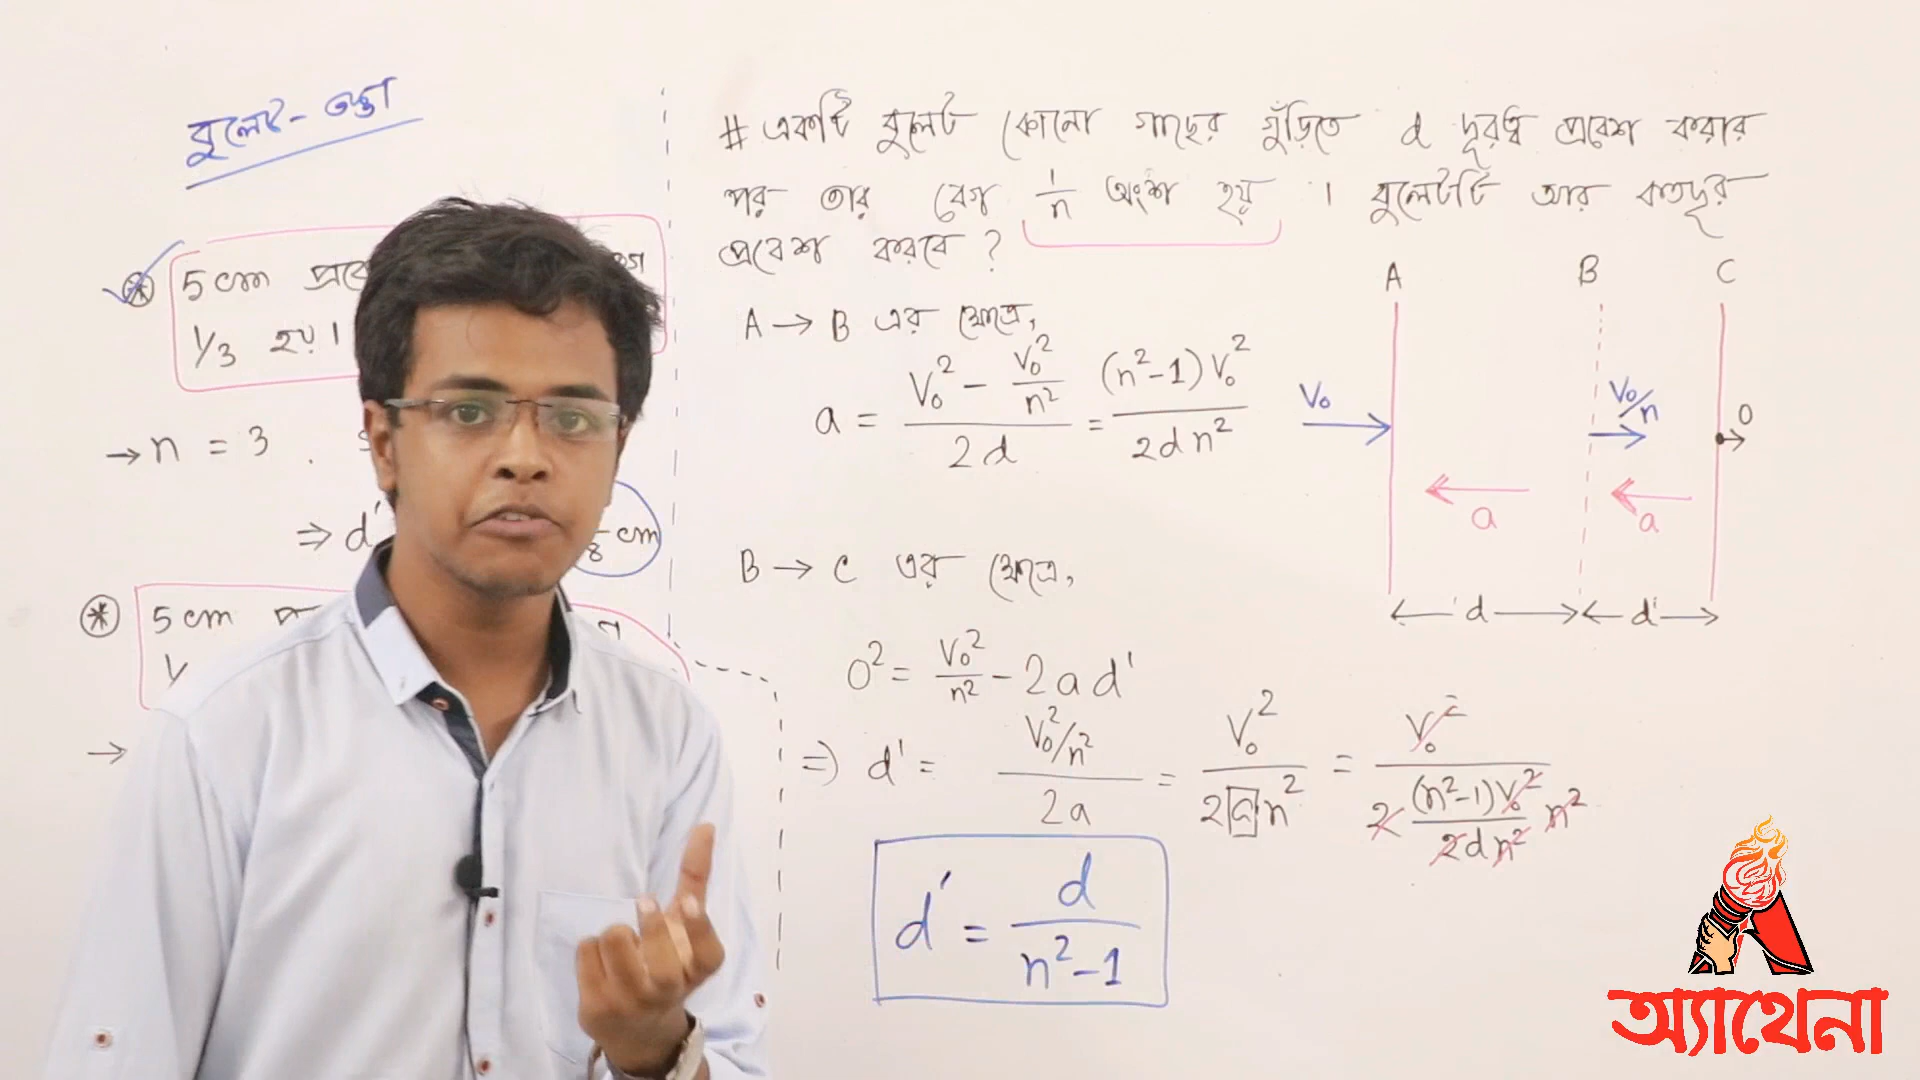 বুলেট - তক্তা
⊛ 5 cm প্রবে
1/3 হয়।
→ n = 3 .
⇒ d'
8 cm
⊛ 5 cm
→
# একটি বুলেট কোনো গাছের গুঁড়িতে d দূরত্ব প্রবেশ করার
পর তার বেগ 1/n অংশ হয় । বুলেটটি আর কতদূর
প্রবেশ করবে ?
A → B এর ক্ষেত্রে,
a = (V₀² - V₀²/n²)/2d = (n²-1)V₀²/2dn²
B → C এর ক্ষেত্রে,
0² = V₀²/n² - 2ad'
⇒ d' = (V₀²/n²)/2a = V₀²/2an² = V₀²/(2 (n²-1)V₀²/2dn² n²)
d' = d/(n²-1)
A B C
V₀ V₀/n 0
a a
d d'
অ্যাথেনা